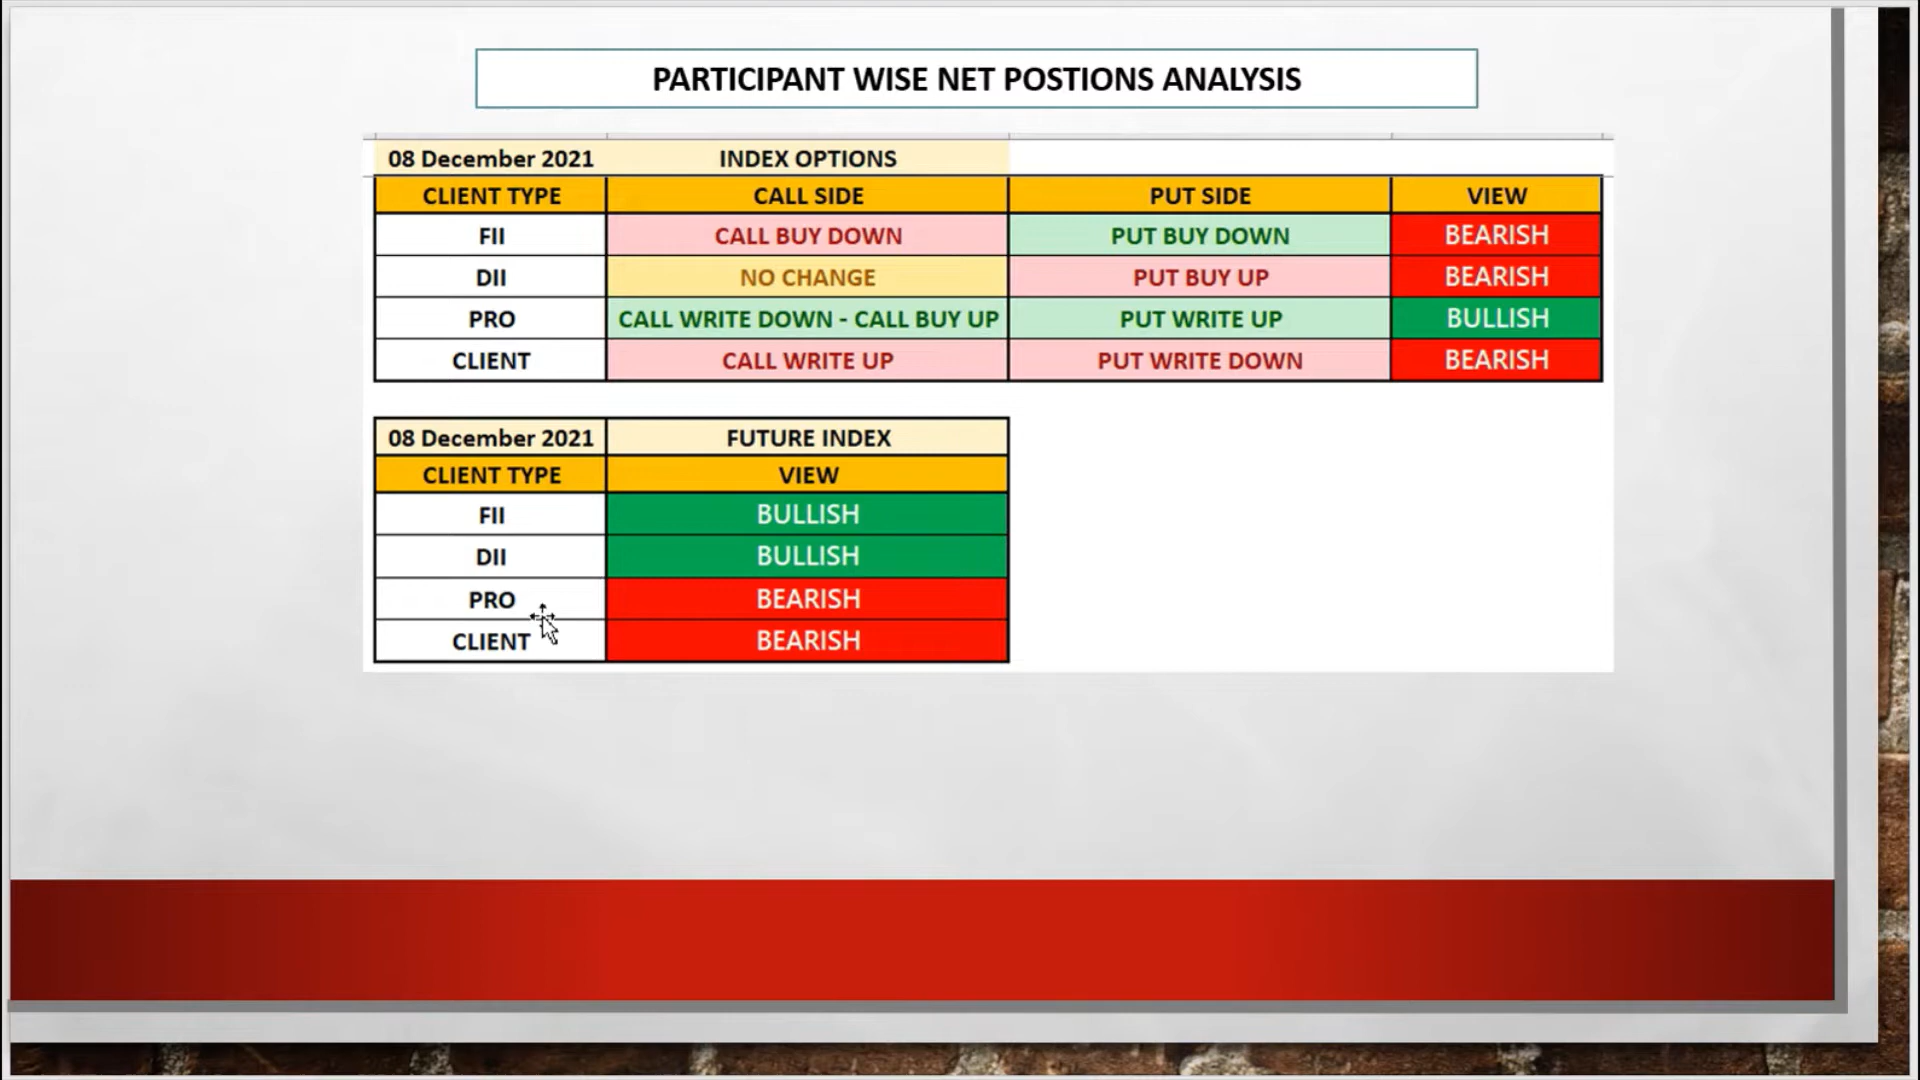 PARTICIPANT WISE NET POSTIONS ANALYSIS
08 December 2021 INDEX OPTIONS
CLIENT TYPE CALL SIDE PUT SIDE VIEW
FII CALL BUY DOWN PUT BUY DOWN BEARISH
DII NO CHANGE PUT BUY UP BEARISH
PRO CALL WRITE DOWN - CALL BUY UP PUT WRITE UP BULLISH
CLIENT CALL WRITE UP PUT WRITE DOWN BEARISH
08 December 2021 FUTURE INDEX
CLIENT TYPE VIEW
FII BULLISH
DII BULLISH
PRO BEARISH
CLIENT BEARISH